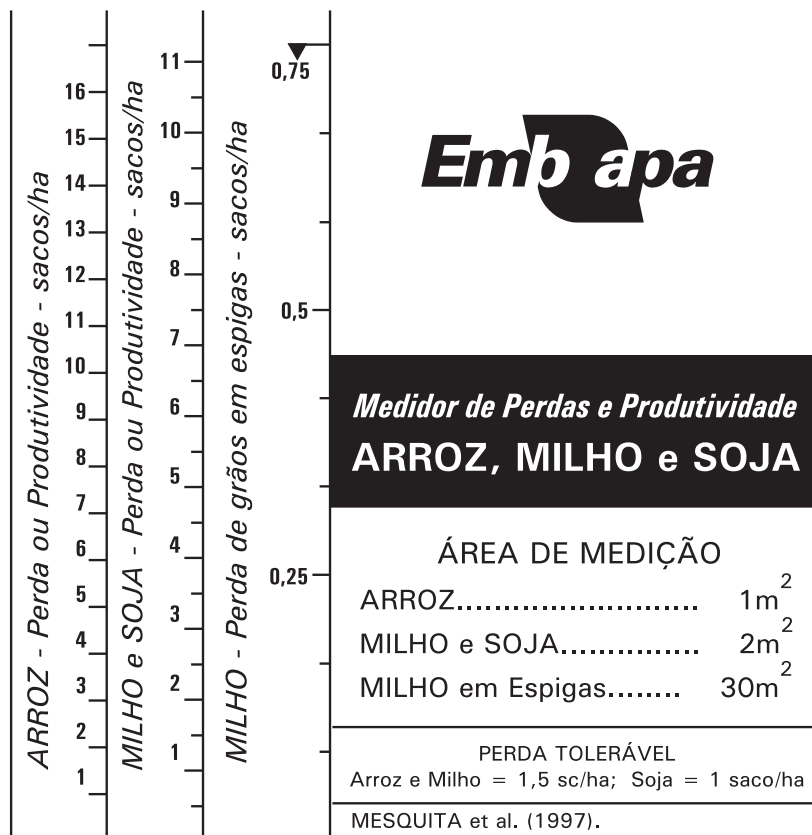 ARROZ - Perda ou Produtividade - sacos/ha
16
15
14
13
12
11
10
9
8
7
6
5
4
3
2
1
MILHO e SOJA - Perda ou Produtividade - sacos/ha
11
10
9
8
7
6
5
4
3
2
1
MILHO - Perda de grãos em espigas - sacos/ha
0,75
0,5
0,25
Embrapa
Medidor de Perdas e Produtividade
ARROZ, MILHO e SOJA
ÁREA DE MEDIÇÃO
ARROZ.......................... 1m²
MILHO e SOJA............... 2m²
MILHO em Espigas........ 30m²
PERDA TOLERÁVEL
Arroz e Milho = 1,5 sc/ha; Soja = 1 saco/ha
MESQUITA et al. (1997).